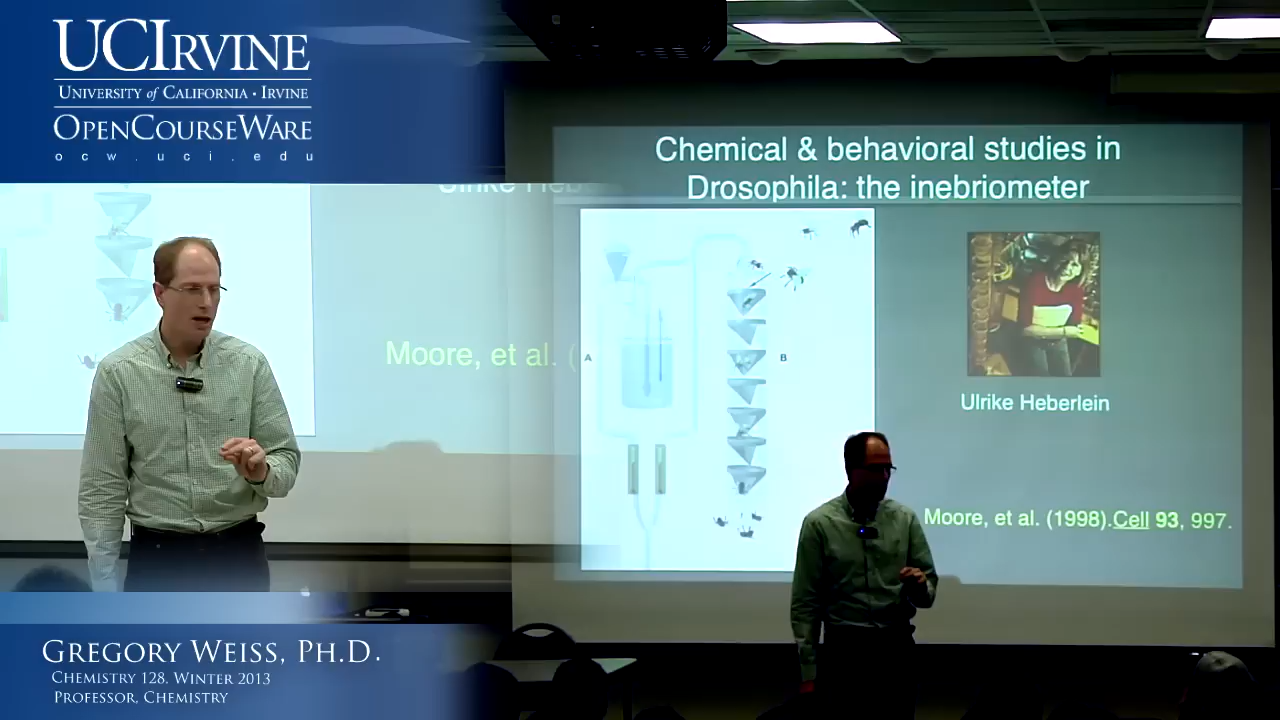 UCIRVINE
UNIVERSITY of CALIFORNIA · IRVINE
OPENCOURSEWARE
ocw.uci.edu
Moore, et al. (
GREGORY WEISS, PH.D.
CHEMISTRY 128. WINTER 2013
PROFESSOR, CHEMISTRY
Chemical & behavioral studies in
Drosophila: the inebriometer
A
B
Ulrike Heberlein
Moore, et al. (1998).Cell 93, 997.